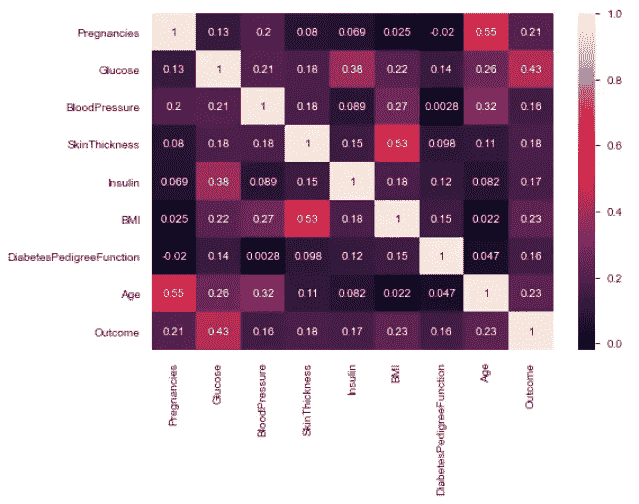 Pregnancies 1 0.13 0.2 0.08 0.069 0.025 -0.02 0.55 0.21
Glucose 0.13 1 0.21 0.18 0.38 0.22 0.14 0.26 0.43
BloodPressure 0.2 0.21 1 0.18 0.089 0.27 0.0028 0.32 0.16
SkinThickness 0.08 0.18 0.18 1 0.15 0.53 0.098 0.11 0.18
Insulin 0.069 0.38 0.089 0.15 1 0.18 0.12 0.082 0.17
BMI 0.025 0.22 0.27 0.53 0.18 1 0.15 0.022 0.23
DiabetesPedigreeFunction -0.02 0.14 0.0028 0.098 0.12 0.15 1 0.047 0.16
Age 0.55 0.26 0.32 0.11 0.082 0.022 0.047 1 0.23
Outcome 0.21 0.43 0.16 0.18 0.17 0.23 0.16 0.23 1
Pregnancies
Glucose
BloodPressure
SkinThickness
Insulin
BMI
DiabetesPedigreeFunction
Age
Outcome
1.0
0.8
0.6
0.4
0.2
0.0